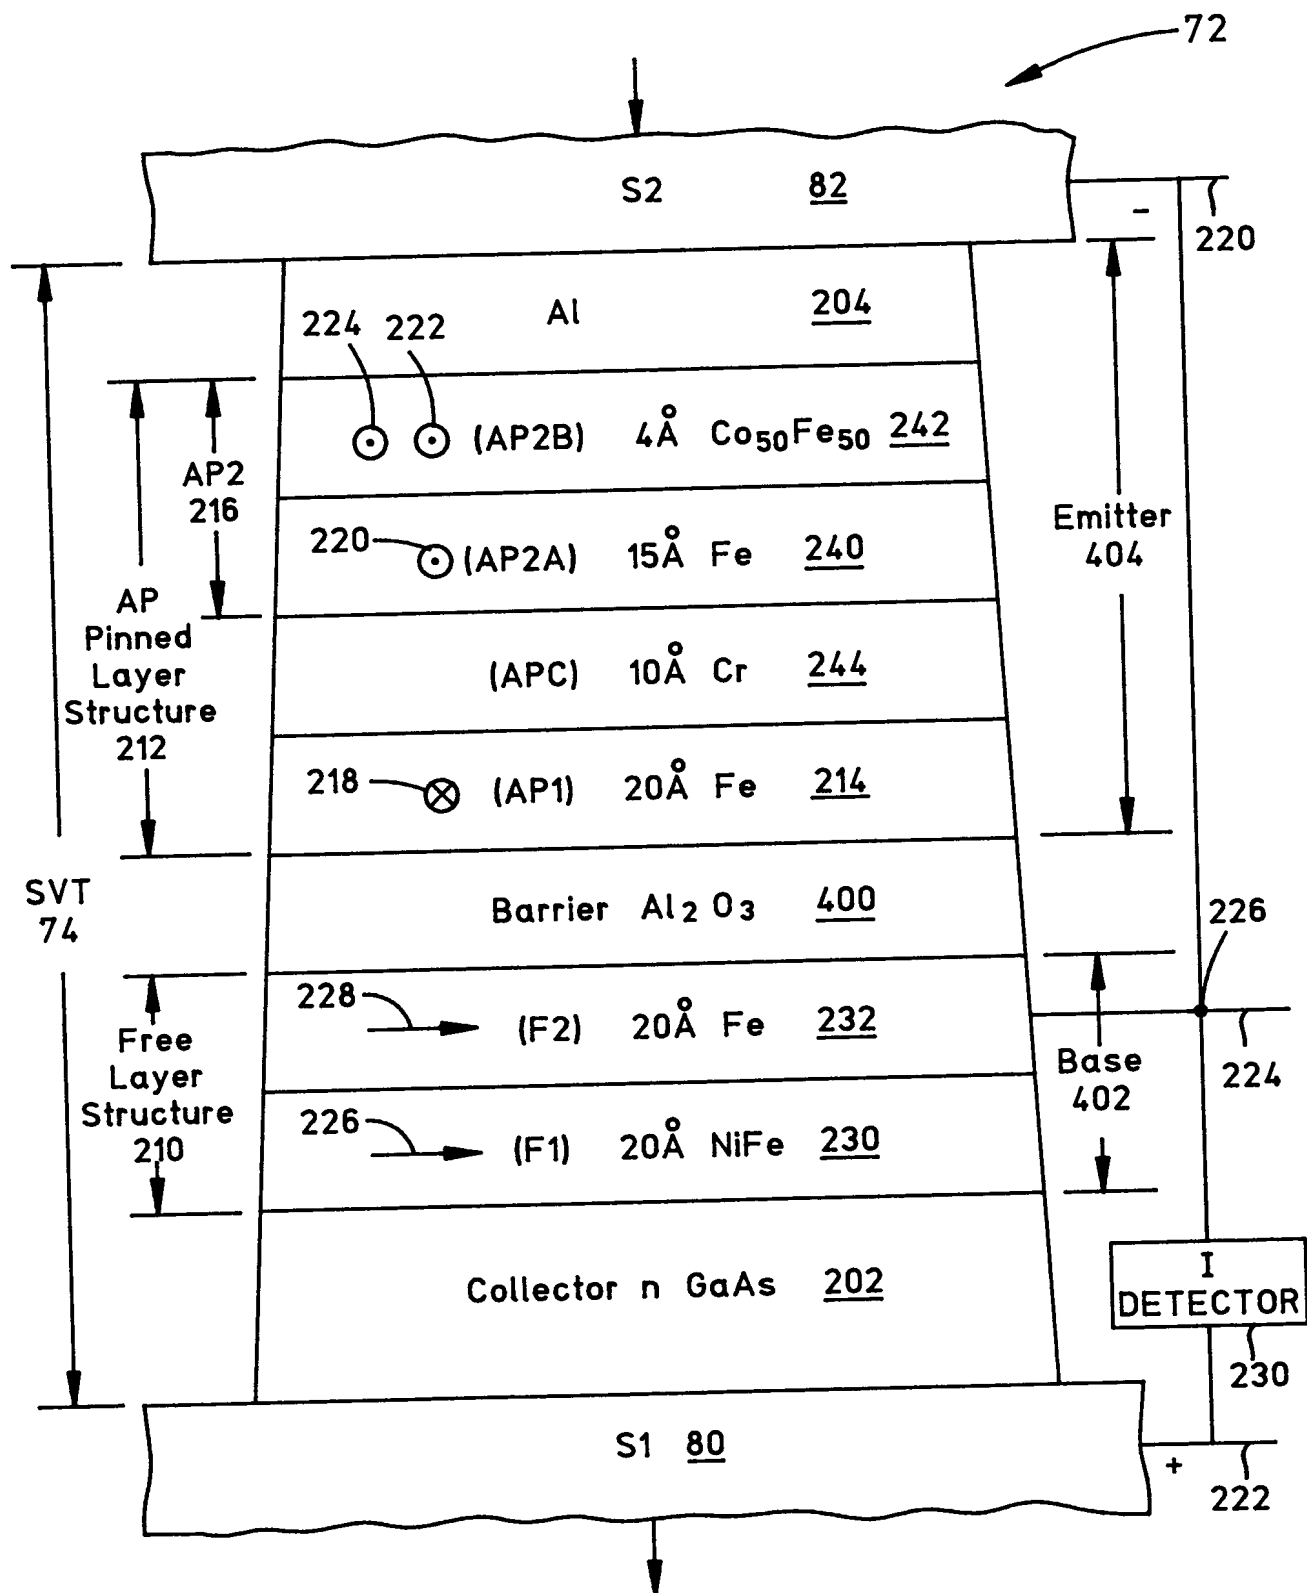 72
S2 82
-
220
Al 204
224 222
(AP2B) 4Å Co₅₀Fe₅₀ 242
AP2
216
220 (AP2A) 15Å Fe 240
Emitter
404
AP
Pinned
Layer
Structure
212
(APC) 10Å Cr 244
218 (AP1) 20Å Fe 214
SVT
74
Barrier Al₂O₃ 400
226
228 (F2) 20Å Fe 232
224
Free
Layer
Structure
210
Base
402
226 (F1) 20Å NiFe 230
Collector n GaAs 202
I
DETECTOR
230
S1 80
+
222